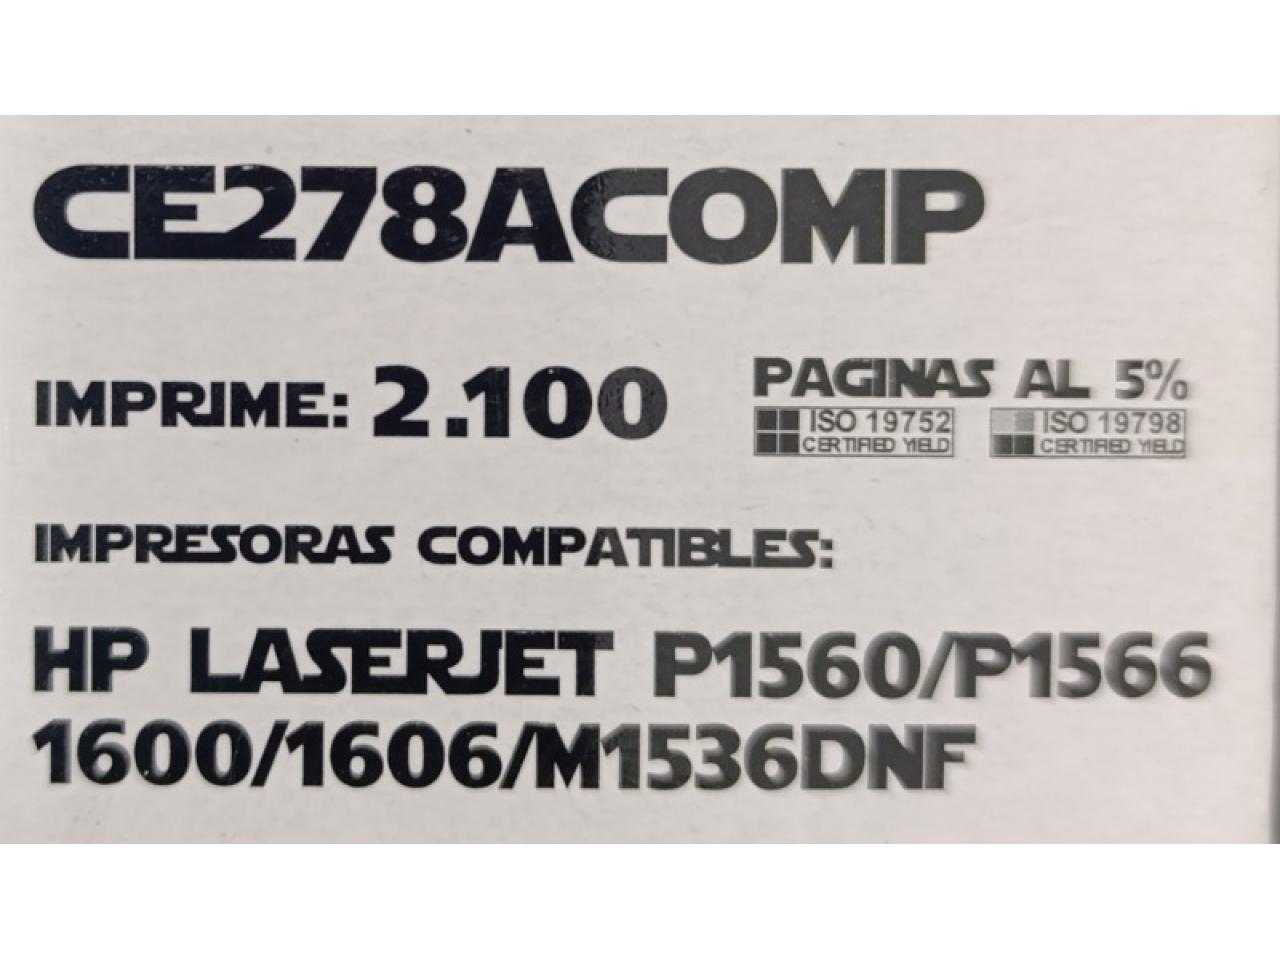 CE278ACOMP
IMPRIME: 2.100 PAGINAS AL 5%
ISO 19752 ISO 19798
CERTIFIED YIELD CERTIFIED YIELD
IMPRESORAS COMPATIBLES:
HP LASERJET P1560/P1566
1600/1606/M1536DNF